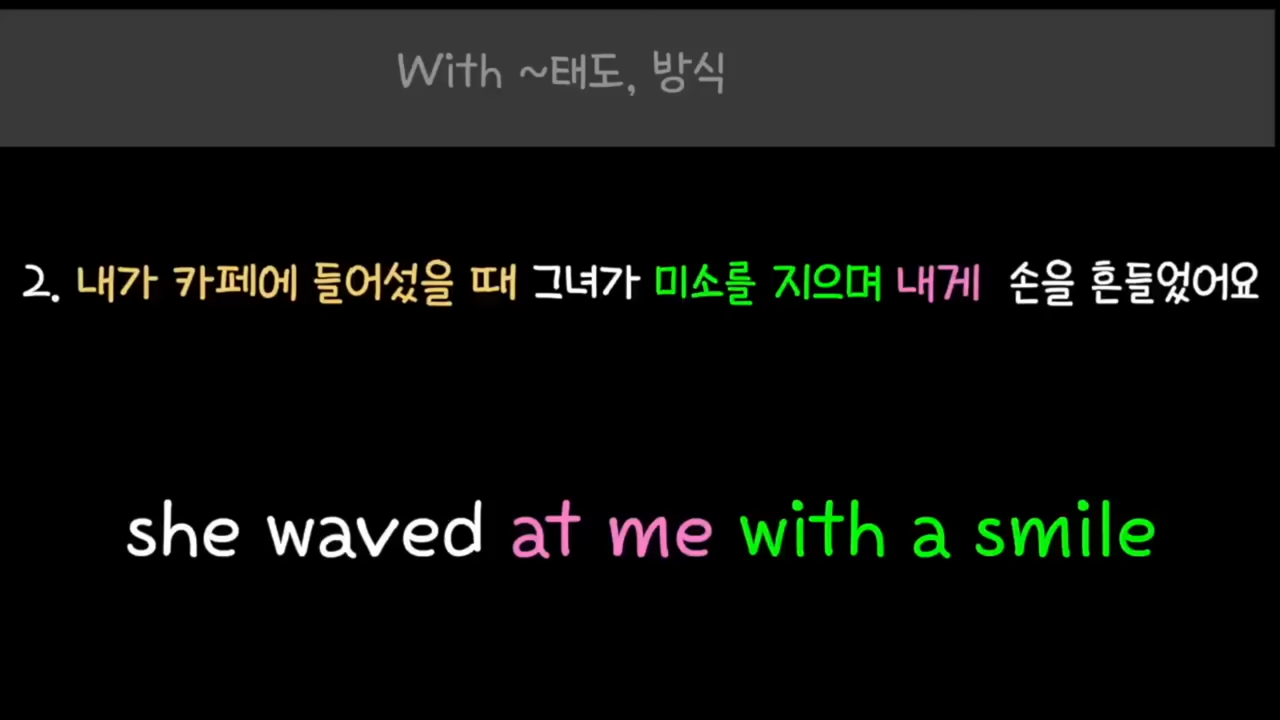 With ~태도, 방식
2. 내가 카페에 들어섰을 때 그녀가 미소를 지으며 내게 손을 흔들었어요
she waved at me with a smile